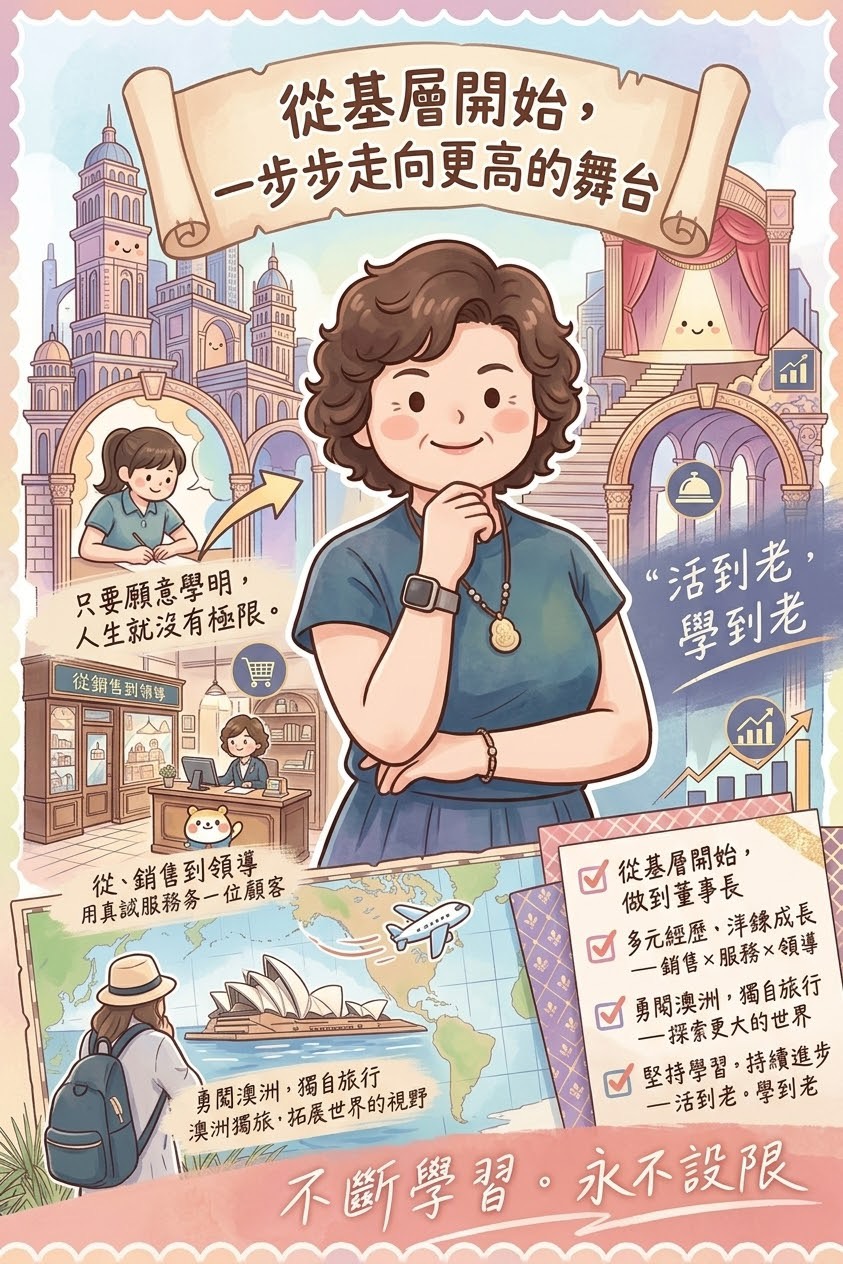 從基層開始，
一步步走向更高的舞台
只要願意學明，
人生就沒有極限。
“活到老，
學到老
從銷售到領導
從、銷售到領導
用真誠服務务一位顧客
勇闖澳洲，獨自旅行
澳洲獨旅，拓展世界的視野
從基層開始，
做到董事長
多元經歷、洋鍊成長
—銷售×服務×領導
勇闖澳洲，獨自旅行
—探索更大的世界
堅持學習。持續進步
—活到老。學到老
不斷學習。永不設限